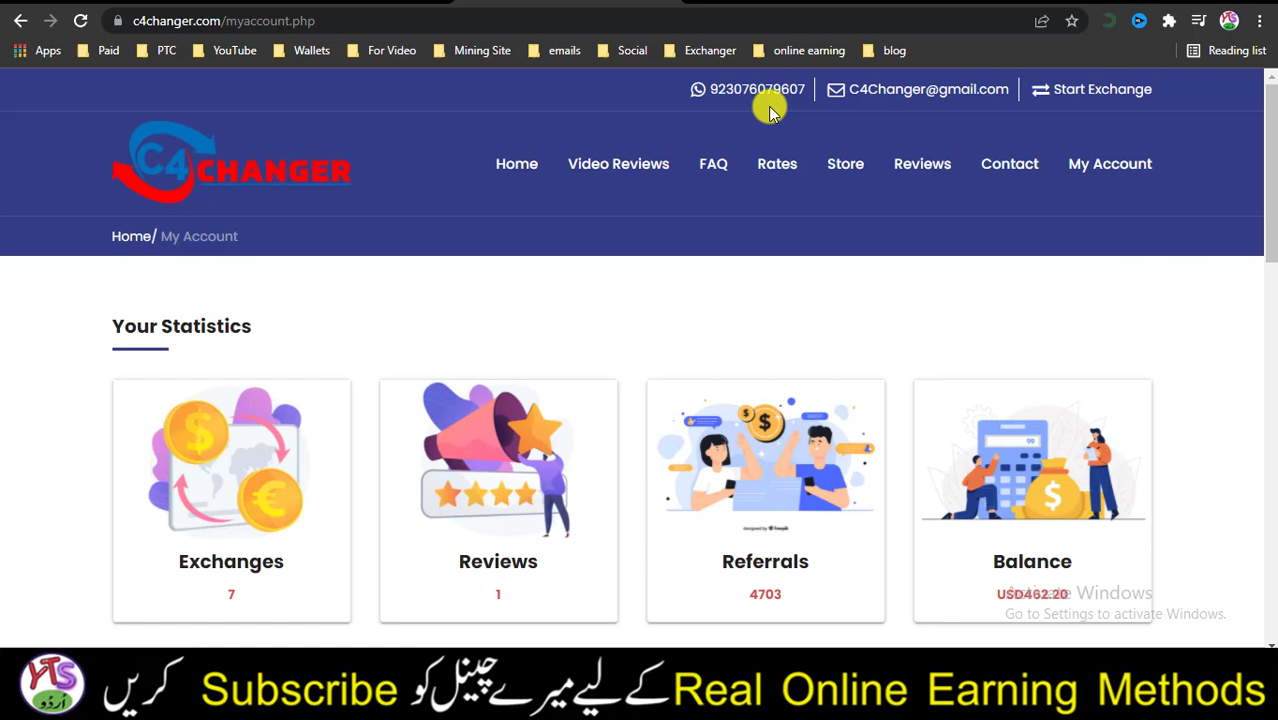 c4changer.com/myaccount.php
Apps Paid PTC YouTube Wallets For Video Mining Site emails Social Exchanger online earning blog Reading list
923076079607 C4Changer@gmail.com Start Exchange
C4CHANGER
Home Video Reviews FAQ Rates Store Reviews Contact My Account
Home/ My Account
Your Statistics
Exchanges Reviews Referrals Balance
7 1 4703 USD462.20
Activate Windows
Go to Settings to activate Windows.
YTS اردو
Real Online Earning Methods کے لیے میرے چینل کو Subscribe کریں